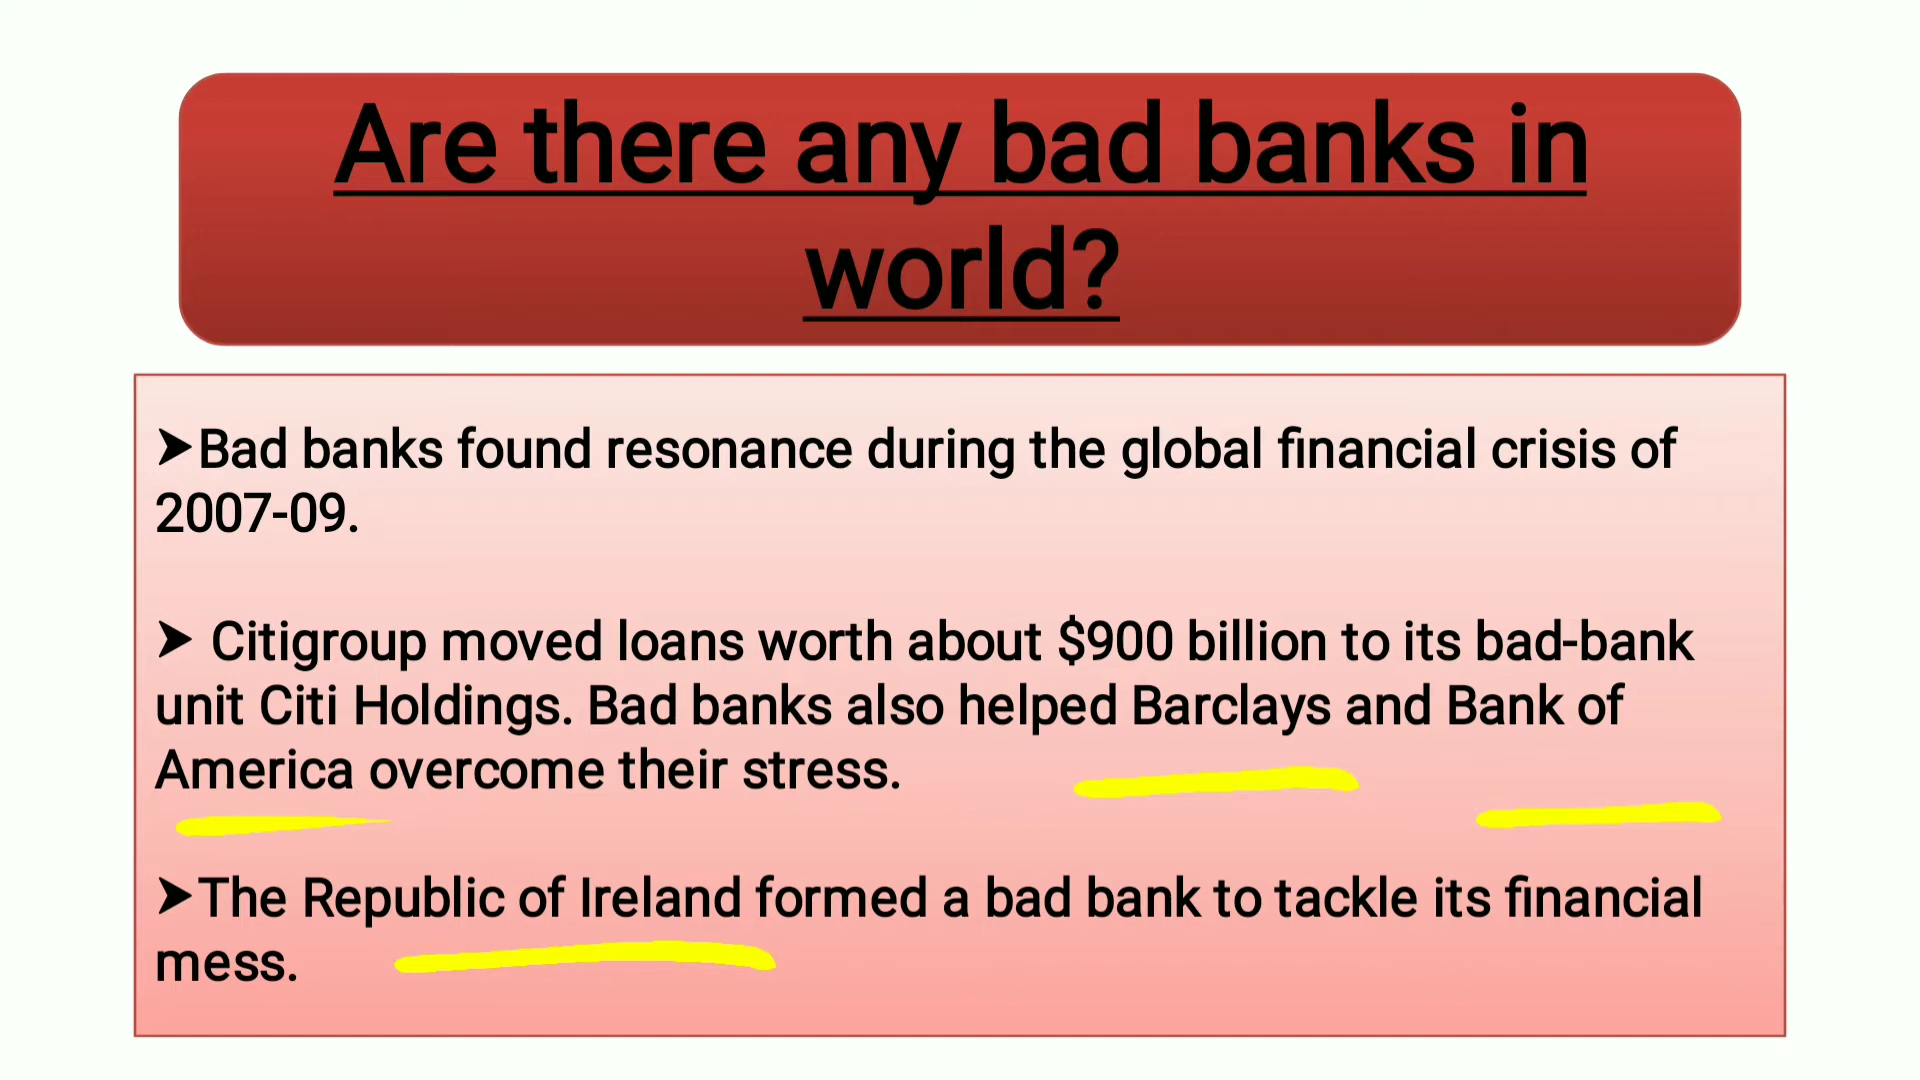 Are there any bad banks in
world?
➤Bad banks found resonance during the global financial crisis of
2007-09.
➤ Citigroup moved loans worth about $900 billion to its bad-bank
unit Citi Holdings. Bad banks also helped Barclays and Bank of
America overcome their stress.
➤The Republic of Ireland formed a bad bank to tackle its financial
mess.